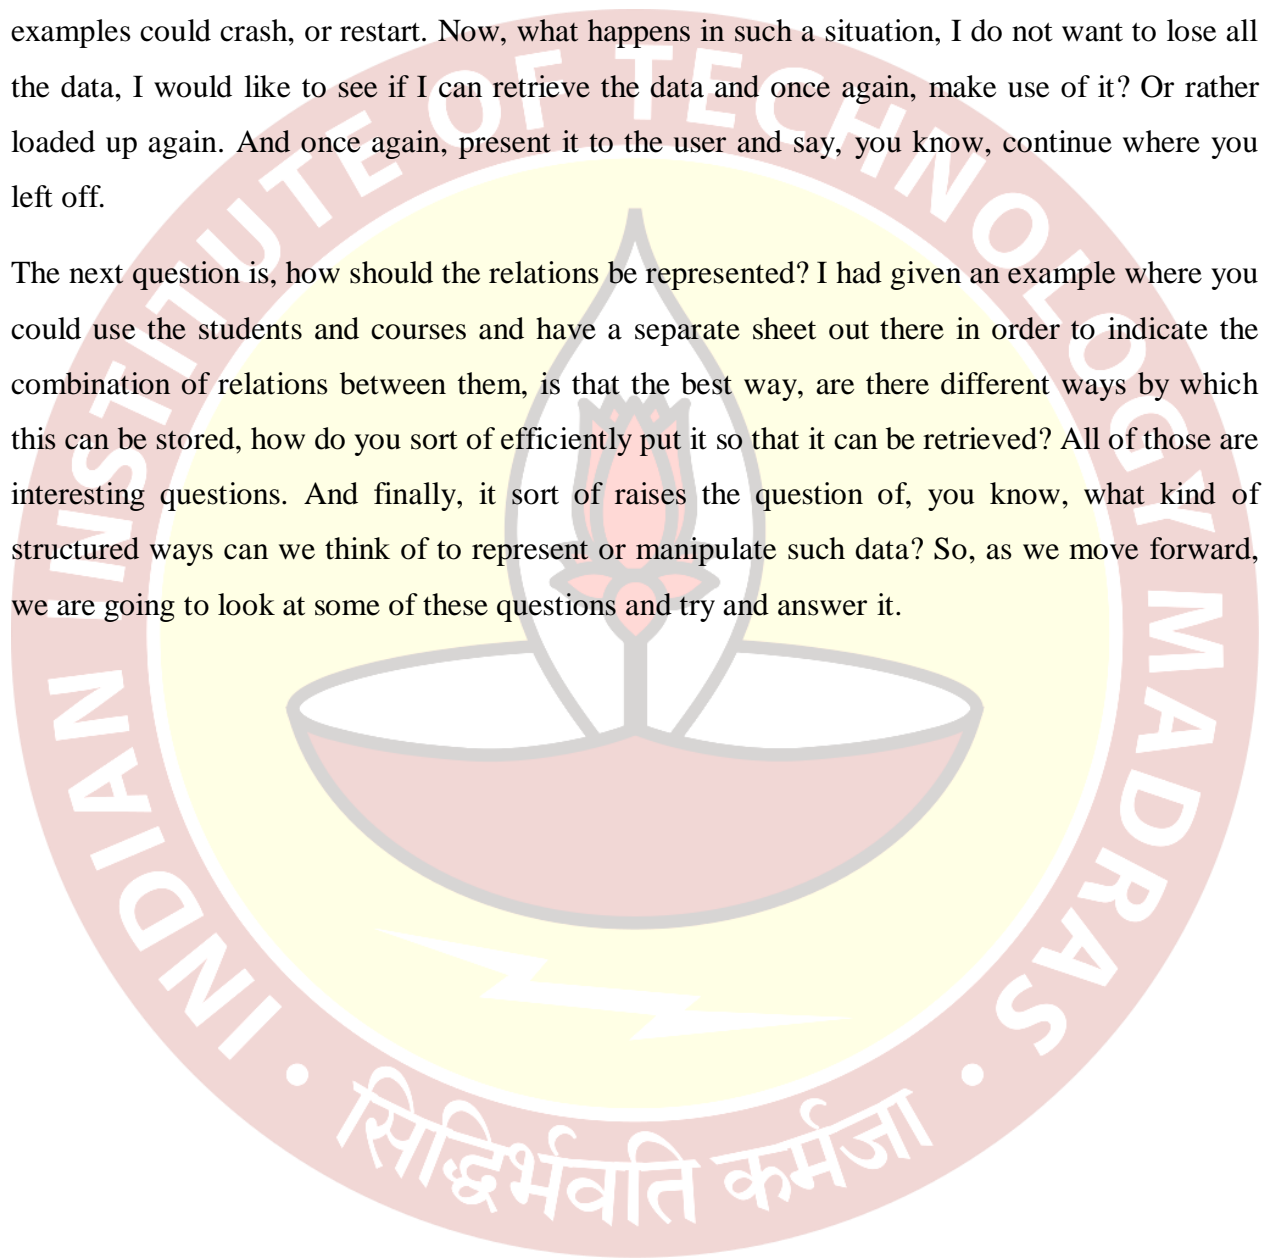 examples could crash, or restart. Now, what happens in such a situation, I do not want to lose all
the data, I would like to see if I can retrieve the data and once again, make use of it? Or rather
loaded up again. And once again, present it to the user and say, you know, continue where you
left off.
The next question is, how should the relations be represented? I had given an example where you
could use the students and courses and have a separate sheet out there in order to indicate the
combination of relations between them, is that the best way, are there different ways by which
this can be stored, how do you sort of efficiently put it so that it can be retrieved? All of those are
interesting questions. And finally, it sort of raises the question of, you know, what kind of
structured ways can we think of to represent or manipulate such data? So, as we move forward,
we are going to look at some of these questions and try and answer it.
INDIAN INSTITUTE OF TECHNOLOGY MADRAS
सिद्धिर्भवति कर्मजा